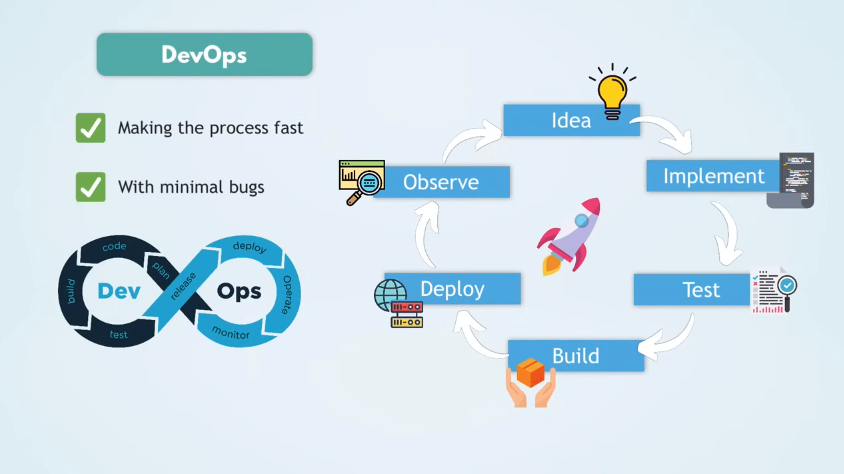 DevOps
Making the process fast
With minimal bugs
code
plan
build
test
Dev
release
deploy
Operate
monitor
Ops
Idea
Implement
Test
Build
Deploy
Observe